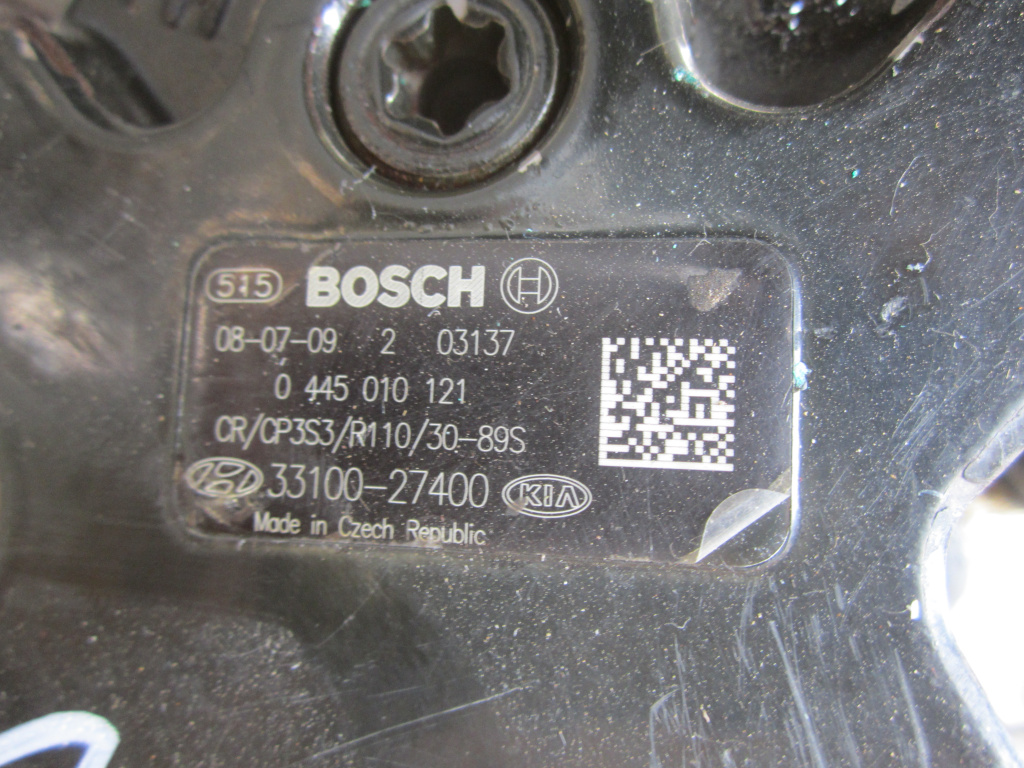 515 BOSCH
08-07-09 2 03137
0 445 010 121
CR/CP3S3/R110/30-89S
33100-27400 KIA
Made in Czech Republic